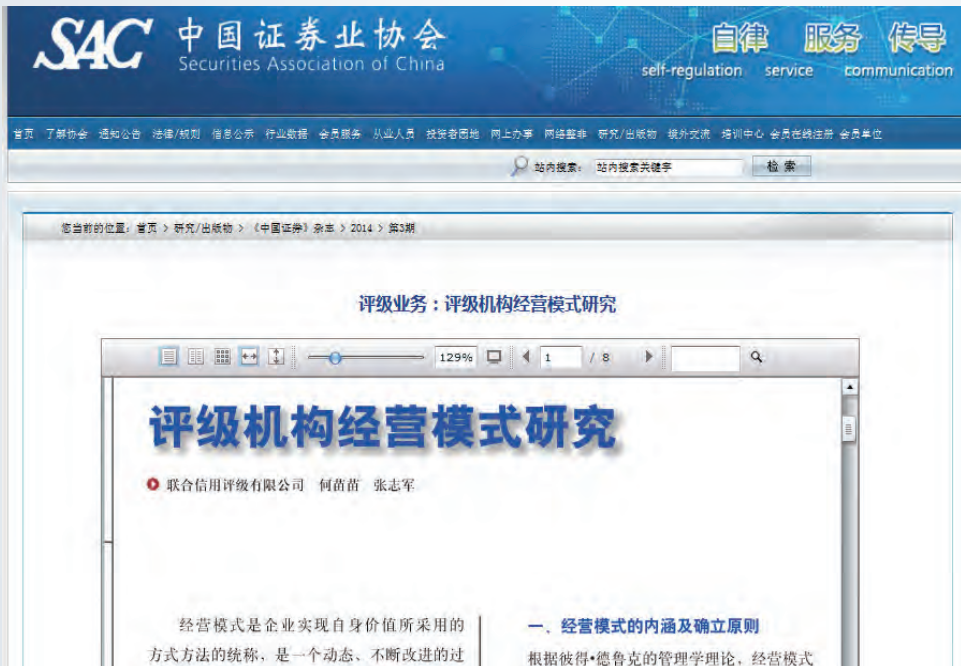 SAC 中国证券业协会
Securities Association of China
自律 服务 传导
self-regulation service communication
首页 了解协会 通知公告 法律/规则 信息公示 行业数据 会员服务 从业人员 投资者园地 网上办事 网络整非 研究/出版物 境外交流 培训中心 会员在线注册 会员单位
站内搜索： 站内搜索关键字 检 索
您当前的位置：首页 > 研究/出版物 > 《中国证券》杂志 > 2014 > 第3期
评级业务：评级机构经营模式研究
129% 1 / 8
评级机构经营模式研究
联合信用评级有限公司 何苗苗 张志军
经营模式是企业实现自身价值所采用的
方式方法的统称，是一个动态、不断改进的过
一、经营模式的内涵及确立原则
根据彼得•德鲁克的管理学理论，经营模式